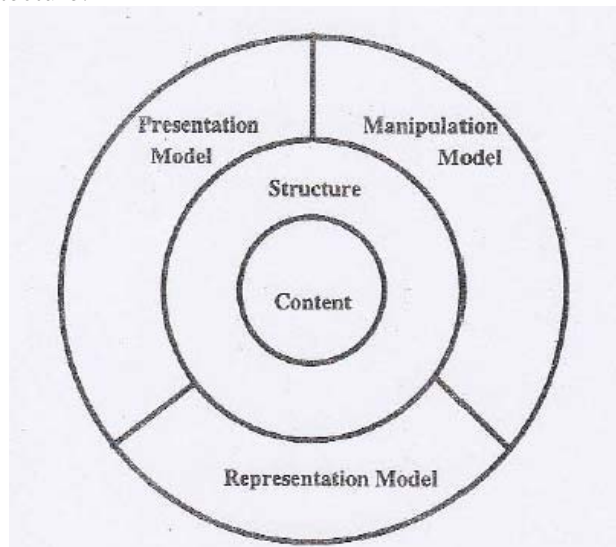 Presentation
Model
Manipulation
Model
Structure
Content
Representation Model